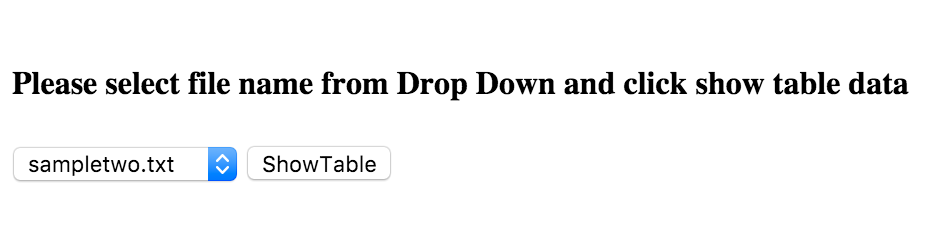 Please select file name from Drop Down and click show table data
sampletwo.txt ShowTable